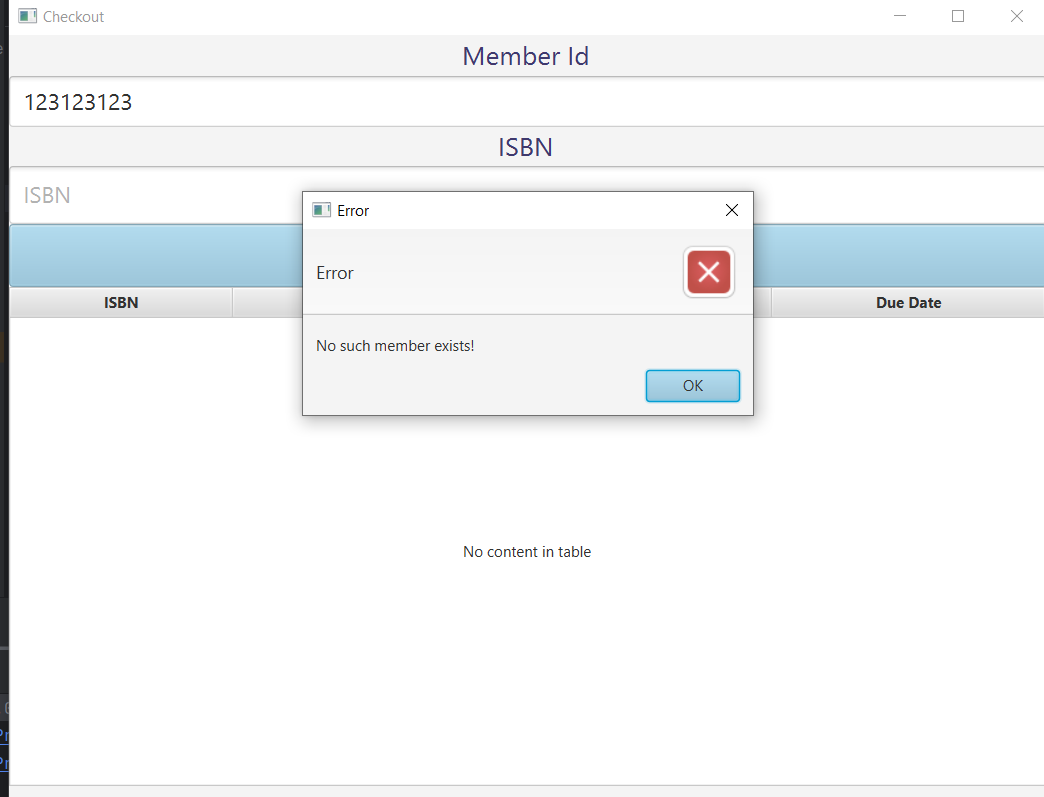 Checkout
Member Id
123123123
ISBN
ISBN
Error
Error
No such member exists!
OK
ISBN
Due Date
No content in table